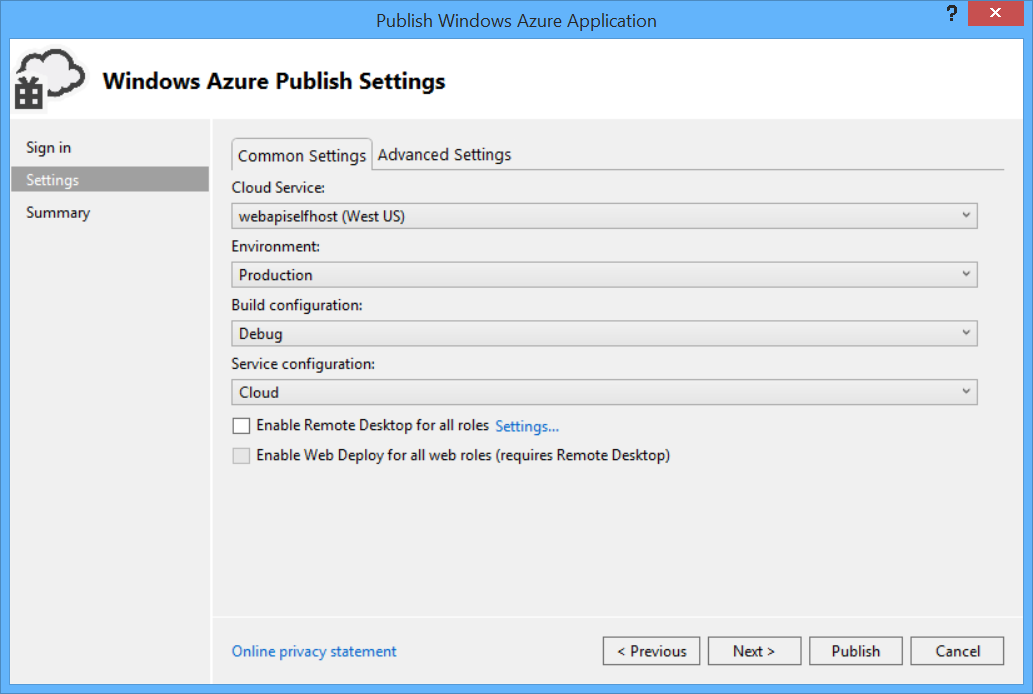 Publish Windows Azure Application
?
Windows Azure Publish Settings
Sign in
Settings
Summary
Common Settings Advanced Settings
Cloud Service:
webapiselfhost (West US)
Environment:
Production
Build configuration:
Debug
Service configuration:
Cloud
Enable Remote Desktop for all roles Settings...
Enable Web Deploy for all web roles (requires Remote Desktop)
Online privacy statement
< Previous Next > Publish Cancel